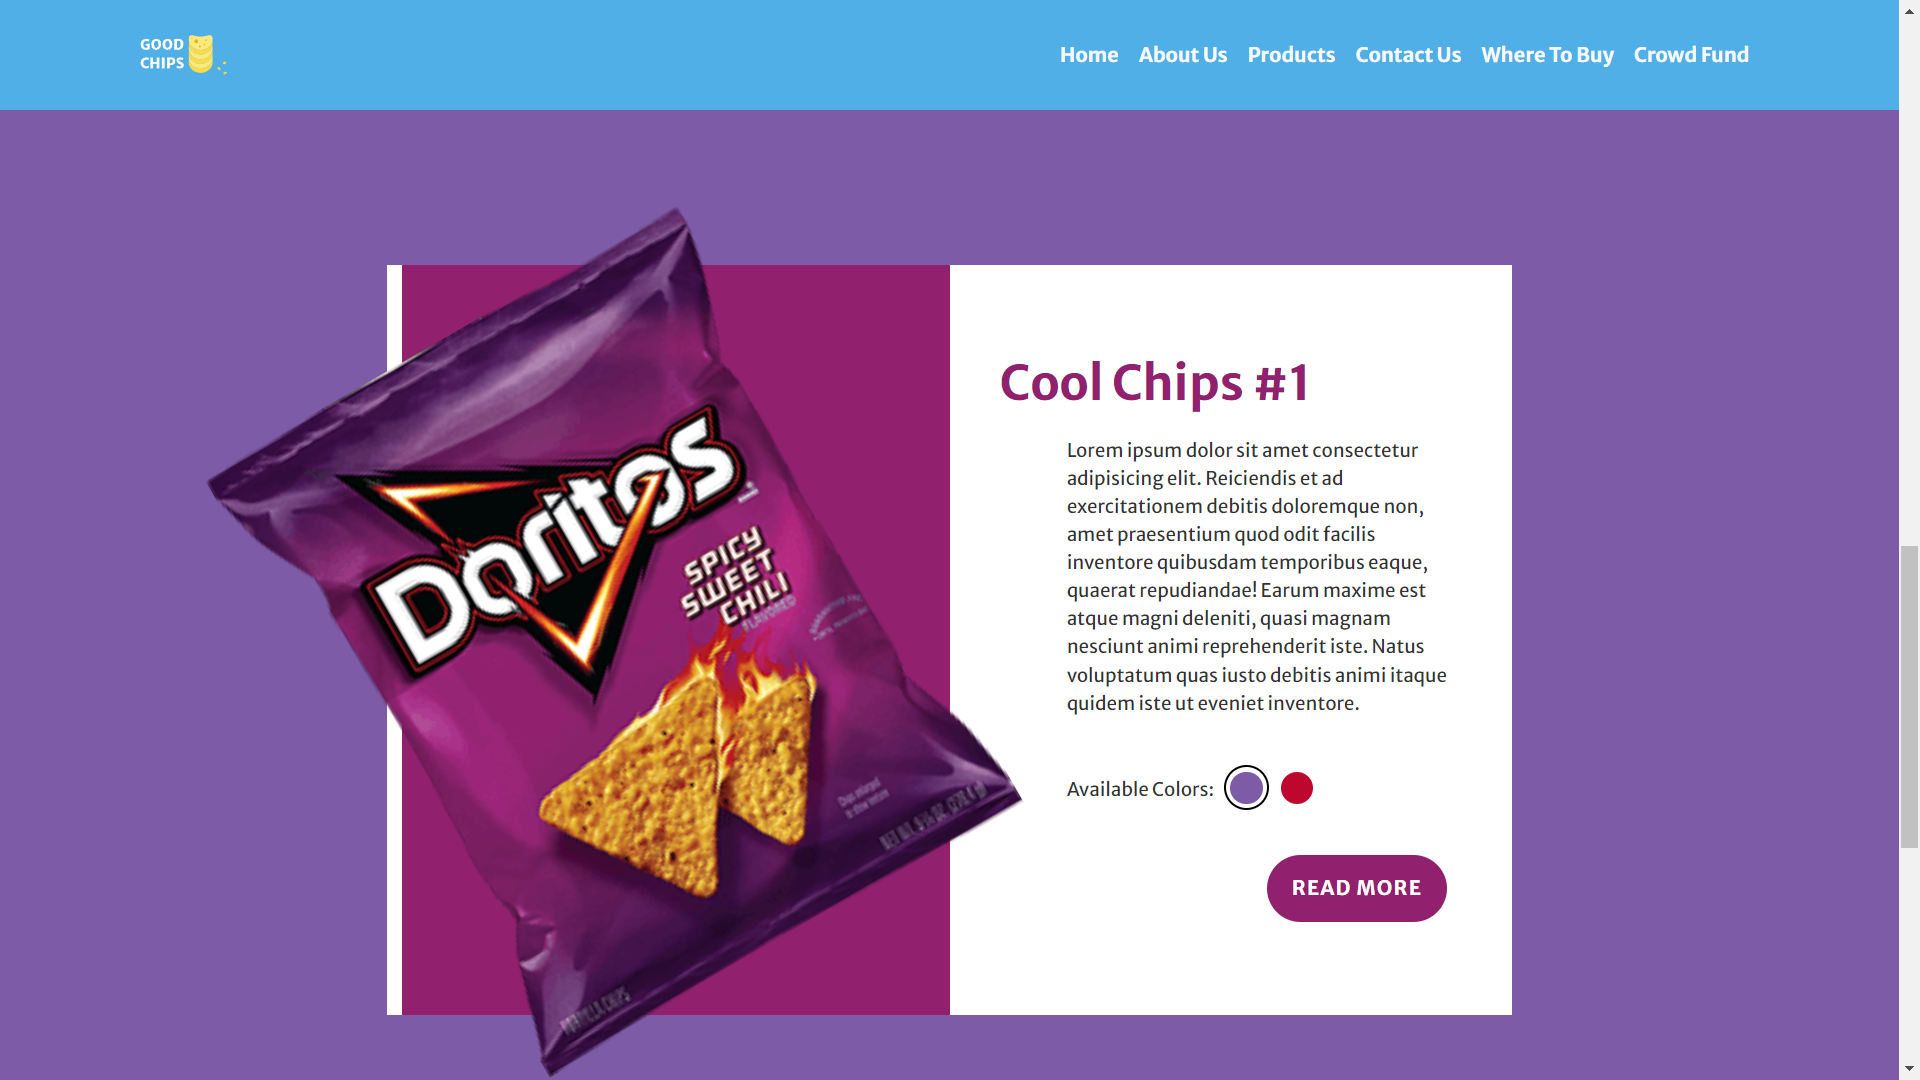 GOOD
CHIPS
Home About Us Products Contact Us Where To Buy Crowd Fund
Doritos
SPICY
SWEET
CHILI
FLAVORED
Cool Chips #1
Lorem ipsum dolor sit amet consectetur
adipisicing elit. Reiciendis et ad
exercitationem debitis doloremque non,
amet praesentium quod odit facilis
inventore quibusdam temporibus eaque,
quaerat repudiandae! Earum maxime est
atque magni deleniti, quasi magnam
nesciunt animi reprehenderit iste. Natus
voluptatum quas iusto debitis animi itaque
quidem iste ut eveniet inventore.
Available Colors:
READ MORE